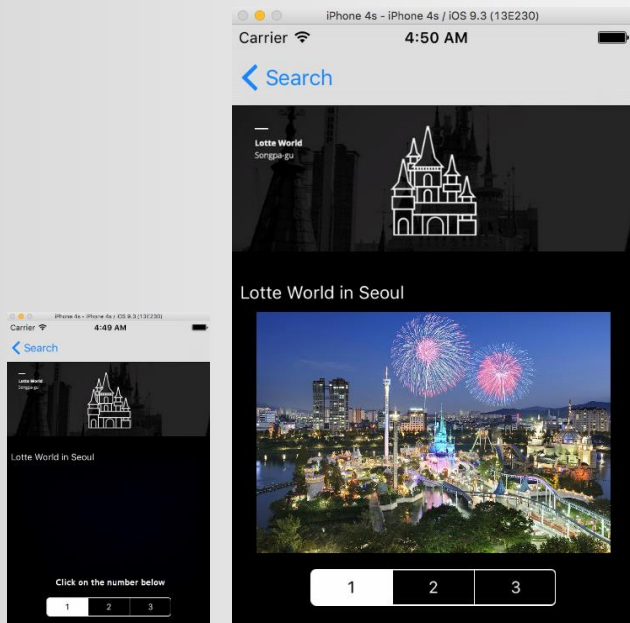 iPhone 4s - iPhone 4s / iOS 9.3 (13E230)
Carrier 4:49 AM
Search
Lotte World
Songpa-gu
Lotte World in Seoul
Click on the number below
1 2 3
iPhone 4s - iPhone 4s / iOS 9.3 (13E230)
Carrier 4:50 AM
Search
Lotte World
Songpa-gu
Lotte World in Seoul
1 2 3